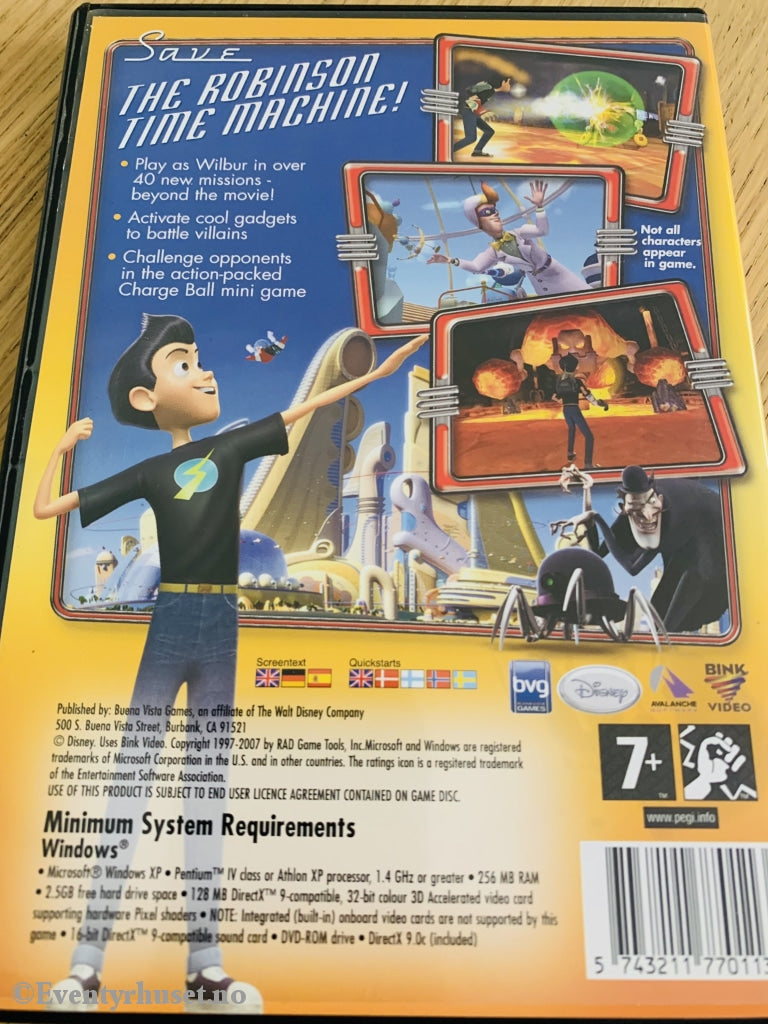 Save
THE ROBINSON
TIME MACHINE!
• Play as Wilbur in over
40 new missions -
beyond the movie!
• Activate cool gadgets
to battle villains
• Challenge opponents
in the action-packed
Charge Ball mini game
Not all
characters
appear
in game.
Screentext
Quickstarts
bvg
GAMES
Disney
AVALANCHE
BINK
VIDEO
Published by: Buena Vista Games, an affiliate of The Walt Disney Company
500 S. Buena Vista Street, Burbank, CA 91521
© Disney. Uses Bink Video. Copyright 1997-2007 by RAD Game Tools, Inc.Microsoft and Windows are registered
trademarks of Microsoft Corporation in the U.S. and in other countries. The ratings icon is a regsitered trademark
of the Entertainment Software Association.
USE OF THIS PRODUCT IS SUBJECT TO END USER LICENCE AGREEMENT CONTAINED ON GAME DISC.
7+
TM
www.pegi.info
Minimum System Requirements
Windows®
• Microsoft® Windows XP • Pentium™ IV class or Athlon XP processor, 1.4 GHz or greater • 256 MB RAM
• 2.5GB free hard drive space • 128 MB DirectX™ 9-compatible, 32-bit colour 3D Accelerated video card
supporting hardware Pixel shaders • NOTE: Integrated (built-in) onboard video cards are not supported by this
game • 16-bit DirectX™ 9-compatible sound card • DVD-ROM drive • DirectX 9.0c (included)
5 743211 770113
©Eventyrhuset.no